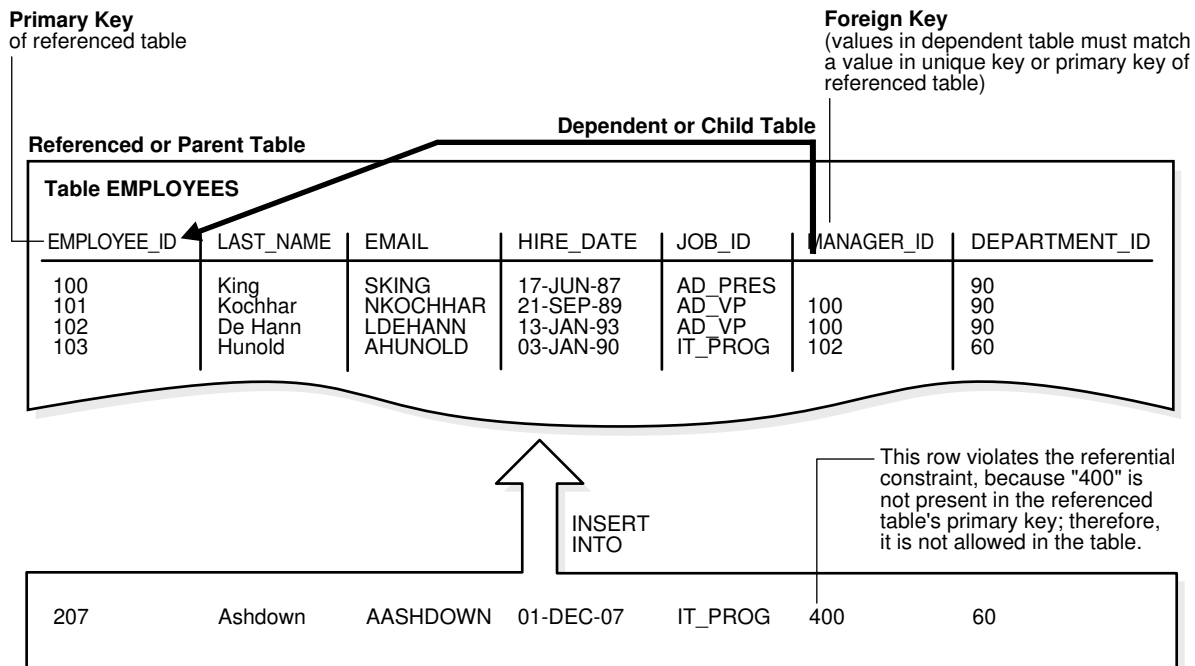 Primary Key
of referenced table
Foreign Key
(values in dependent table must match
a value in unique key or primary key of
referenced table)
Dependent or Child Table
Referenced or Parent Table
Table EMPLOYEES
EMPLOYEE_ID LAST_NAME EMAIL HIRE_DATE JOB_ID MANAGER_ID DEPARTMENT_ID
100 King SKING 17-JUN-87 AD_PRES 90
101 Kochhar NKOCHHAR 21-SEP-89 AD_VP 100 90
102 De Hann LDEHANN 13-JAN-93 AD_VP 100 90
103 Hunold AHUNOLD 03-JAN-90 IT_PROG 102 60
This row violates the referential
constraint, because "400" is
not present in the referenced
table's primary key; therefore,
it is not allowed in the table.
INSERT
INTO
207 Ashdown AASHDOWN 01-DEC-07 IT_PROG 400 60